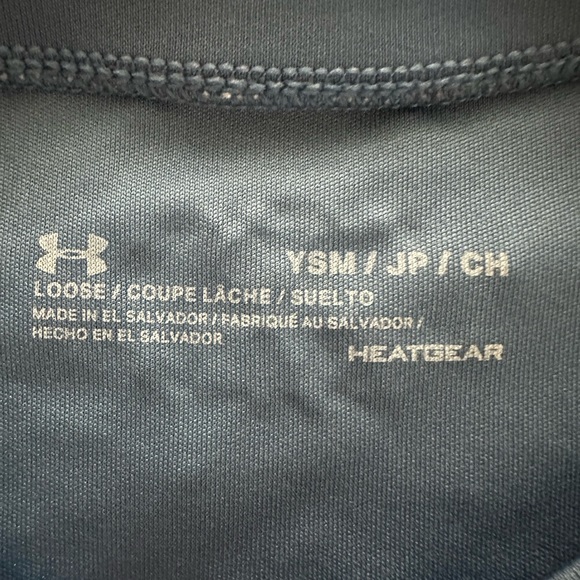 YSM / JP / CH
LOOSE / COUPE LÂCHE / SUELTO
MADE IN EL SALVADOR / FABRIQUÉ AU SALVADOR /
HECHO EN EL SALVADOR
HEATGEAR